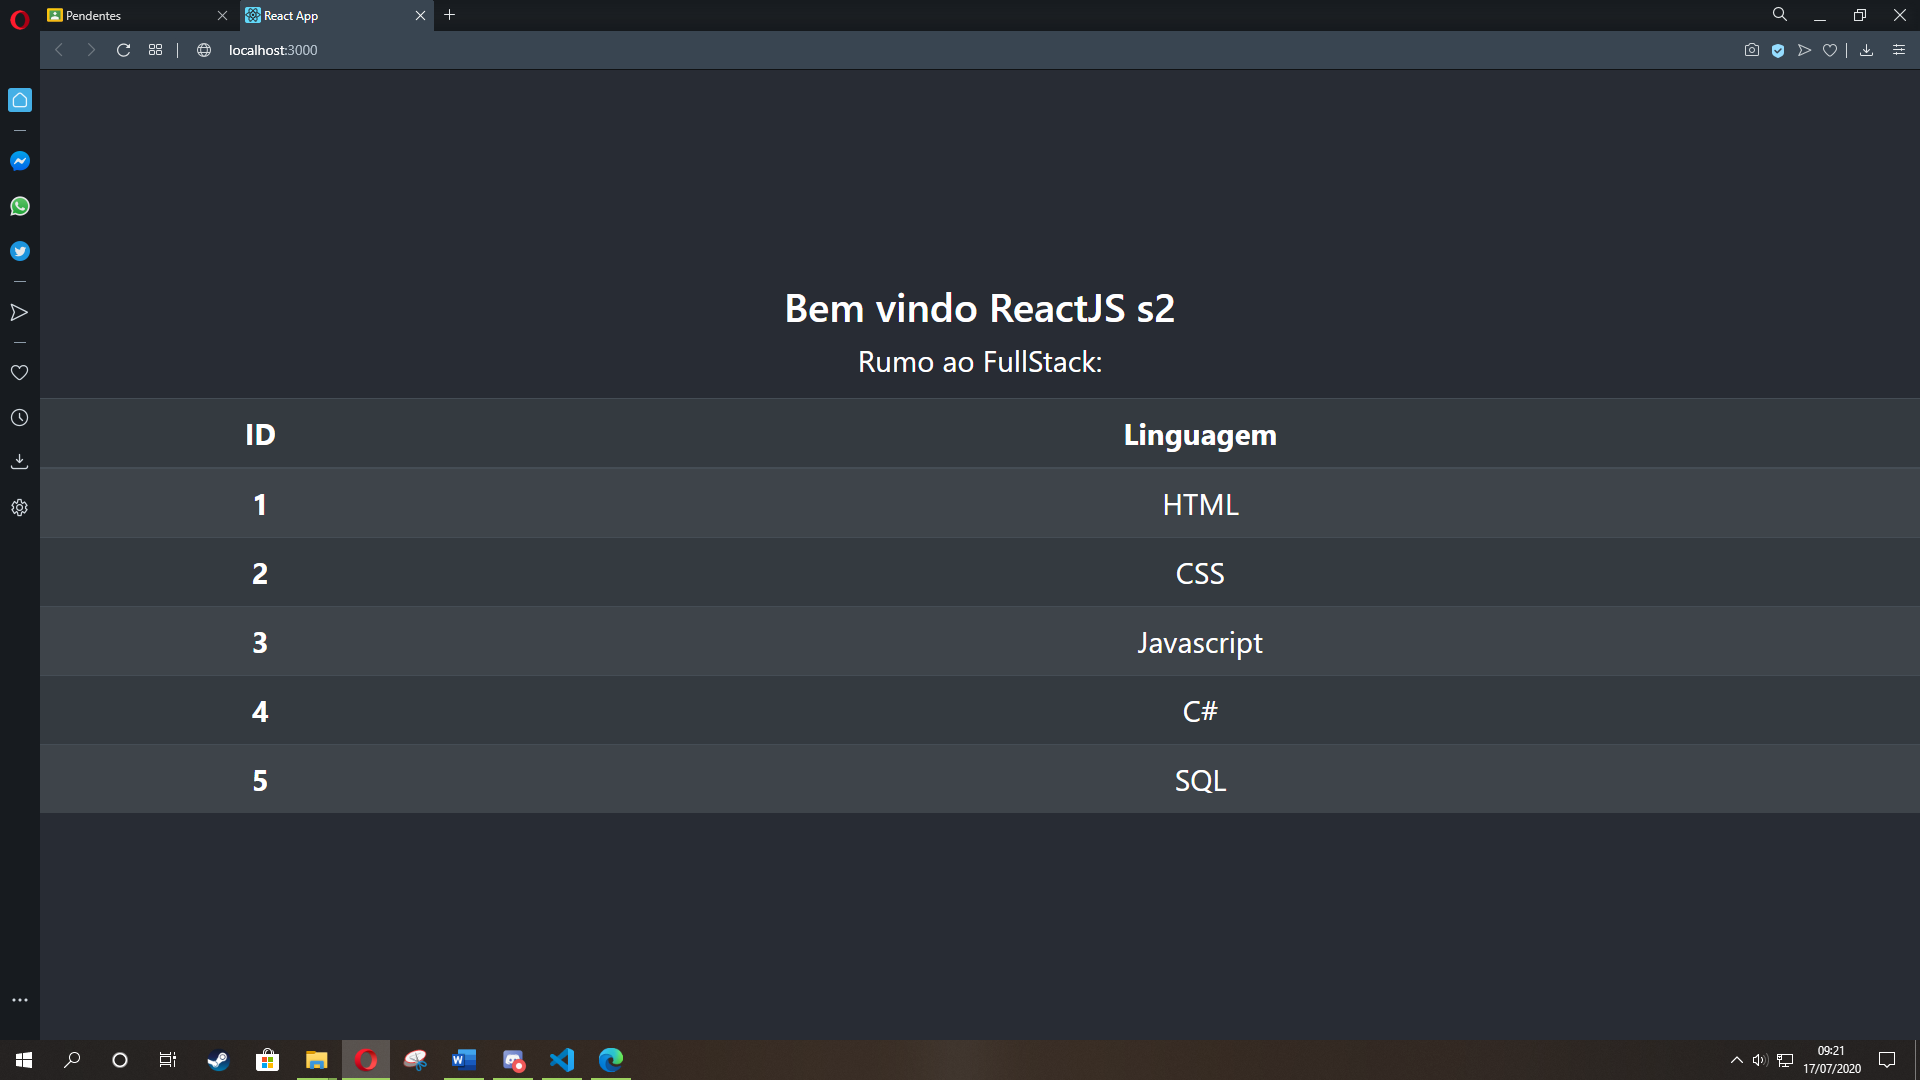 Pendentes
React App
localhost:3000
Bem vindo ReactJS s2
Rumo ao FullStack:
ID Linguagem
1 HTML
2 CSS
3 Javascript
4 C#
5 SQL
09:21
17/07/2020